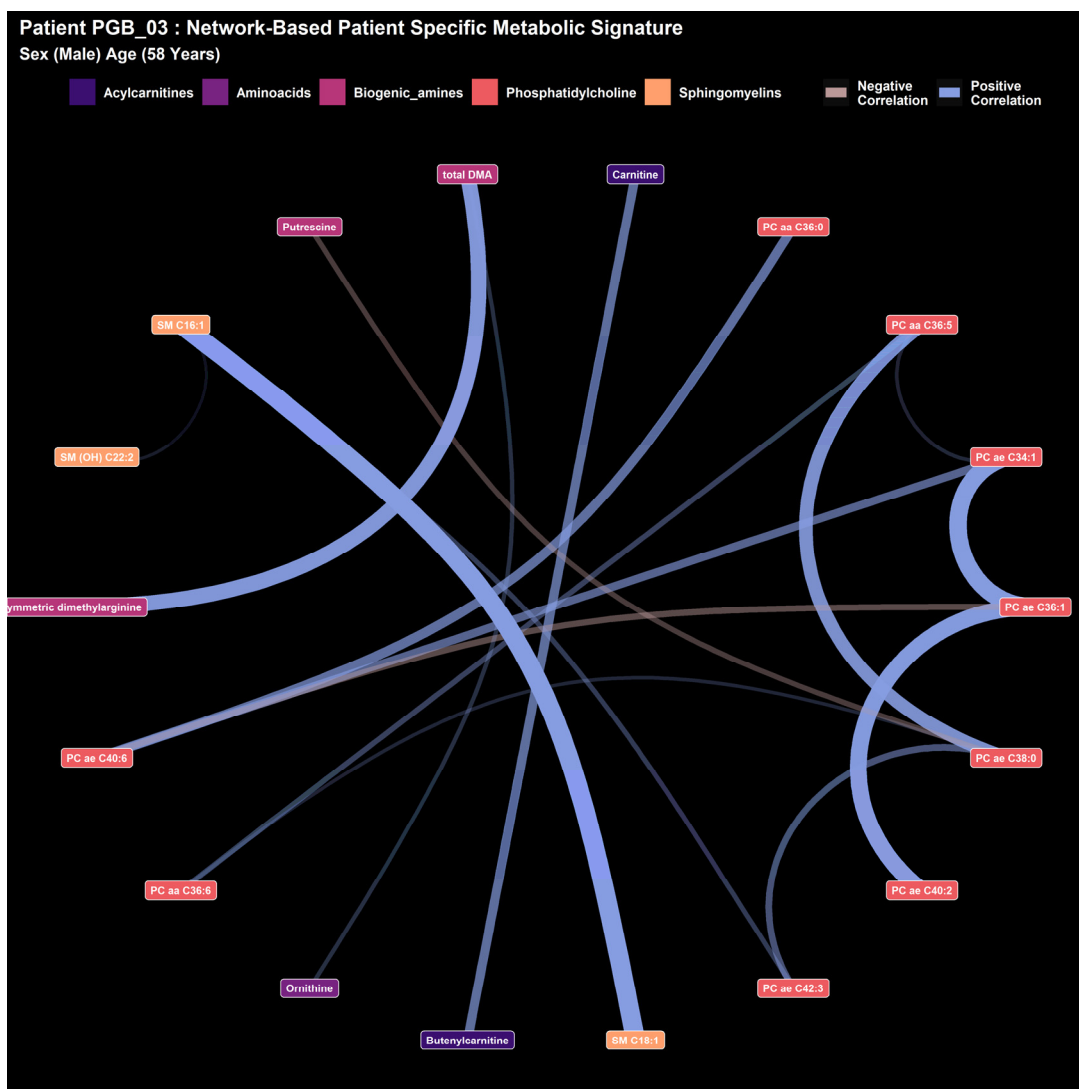 Patient PGB_03 : Network-Based Patient Specific Metabolic Signature
Sex (Male) Age (58 Years)
Acylcarnitines
Aminoacids
Biogenic_amines
Phosphatidylcholine
Sphingomyelins
Negative
Correlation
Positive
Correlation
total DMA
Carnitine
Putrescine
PC aa C36:0
SM C16:1
PC aa C36:5
SM (OH) C22:2
PC ae C34:1
ymmetric dimethylarginine
PC ae C36:1
PC ae C40:6
PC ae C38:0
PC aa C36:6
PC ae C40:2
Ornithine
PC ae C42:3
Butenylcarnitine
SM C18:1